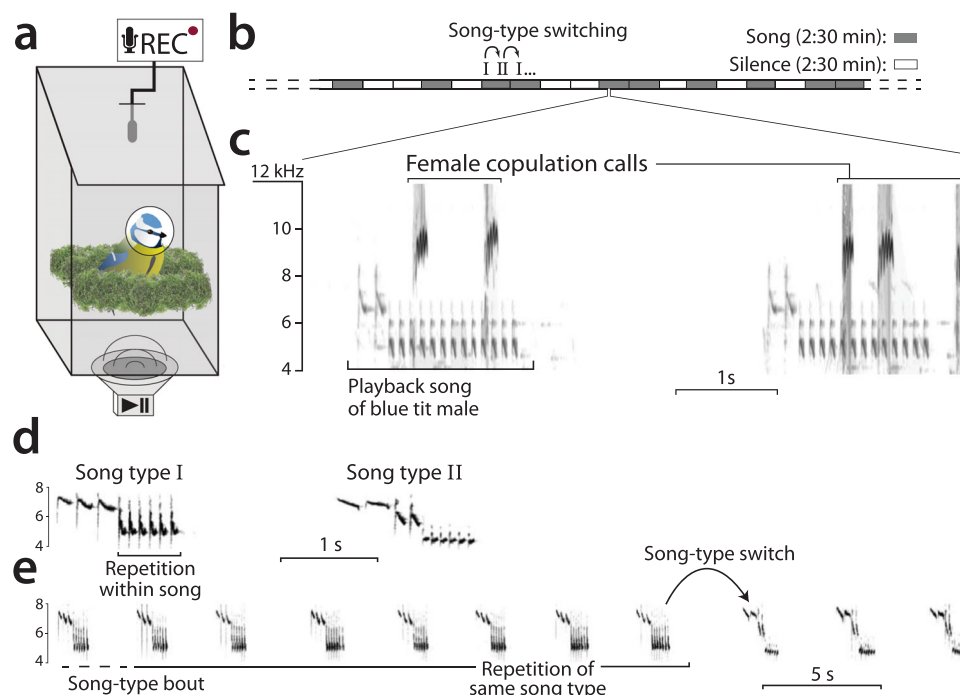 a
REC
b
Song-type switching
I II I...
Song (2:30 min):
Silence (2:30 min):
c
12 kHz
10
8
6
4
Female copulation calls
Playback song
of blue tit male
1s
d
Song type I
Song type II
8
6
4
Repetition
within song
1 s
e
Song-type switch
8
6
4
Song-type bout
Repetition of
same song type
5 s